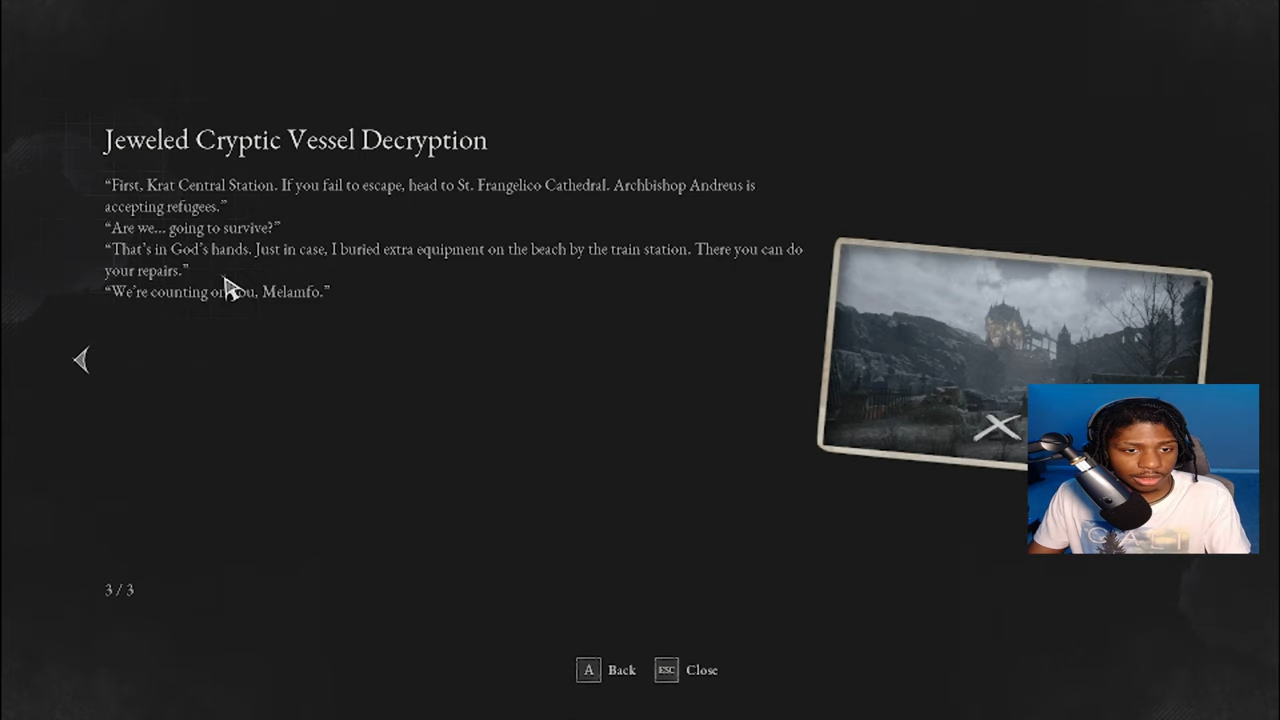 Jeweled Cryptic Vessel Decryption
“First, Krat Central Station. If you fail to escape, head to St. Frangelico Cathedral. Archbishop Andreus is
accepting refugees.”
“Are we... going to survive?”
“That’s in God’s hands. Just in case, I buried extra equipment on the beach by the train station. There you can do
your repairs.”
“We’re counting on you, Melamfo.”
3 / 3
A Back ESC Close
CALI